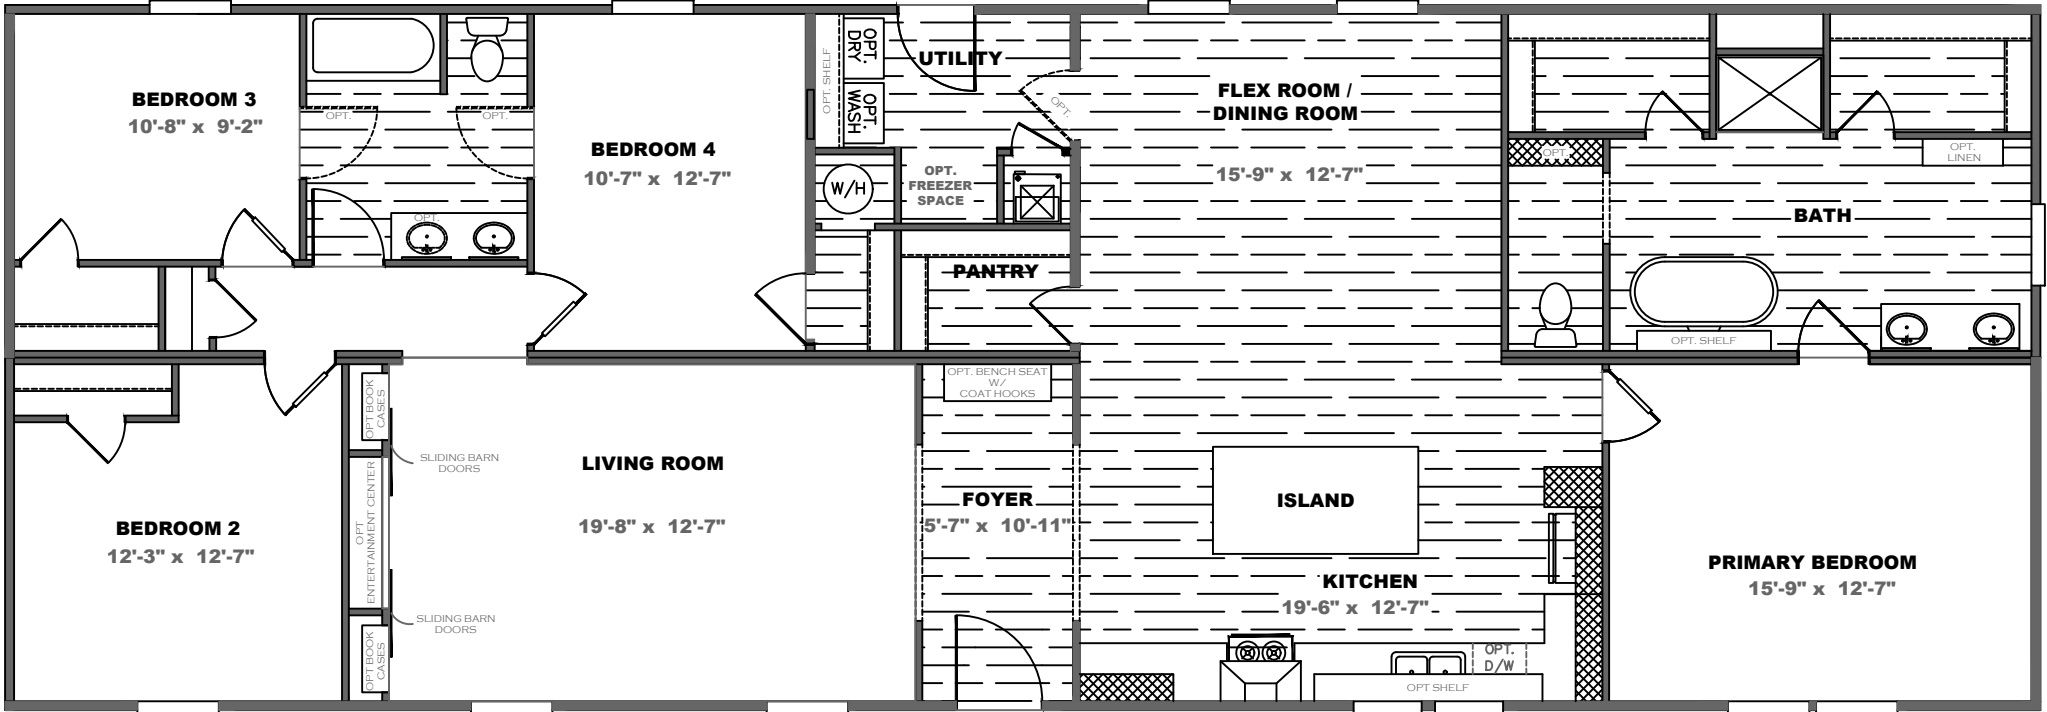 BEDROOM 3
10'-8" x 9'-2"
OPT.
OPT.
OPT.
BEDROOM 4
10'-7" x 12'-7"
OPT. SHELF
OPT.
DRY
OPT.
WASH
UTILITY
OPT.
W/H
OPT.
FREEZER
SPACE
PANTRY
FLEX ROOM /
DINING ROOM
15'-9" x 12'-7"
OPT.
OPT.
LINEN
BATH
OPT. SHELF
BEDROOM 2
12'-3" x 12'-7"
OPT BOOK
CASES
OPT
ENTERTAINMENT CENTER
OPT BOOK
CASES
SLIDING BARN
DOORS
SLIDING BARN
DOORS
LIVING ROOM
19'-8" x 12'-7"
OPT. BENCH SEAT
W/
COAT HOOKS
FOYER
5'-7" x 10'-11"
ISLAND
KITCHEN
19'-6" x 12'-7"
OPT.
D/W
OPT SHELF
PRIMARY BEDROOM
15'-9" x 12'-7"